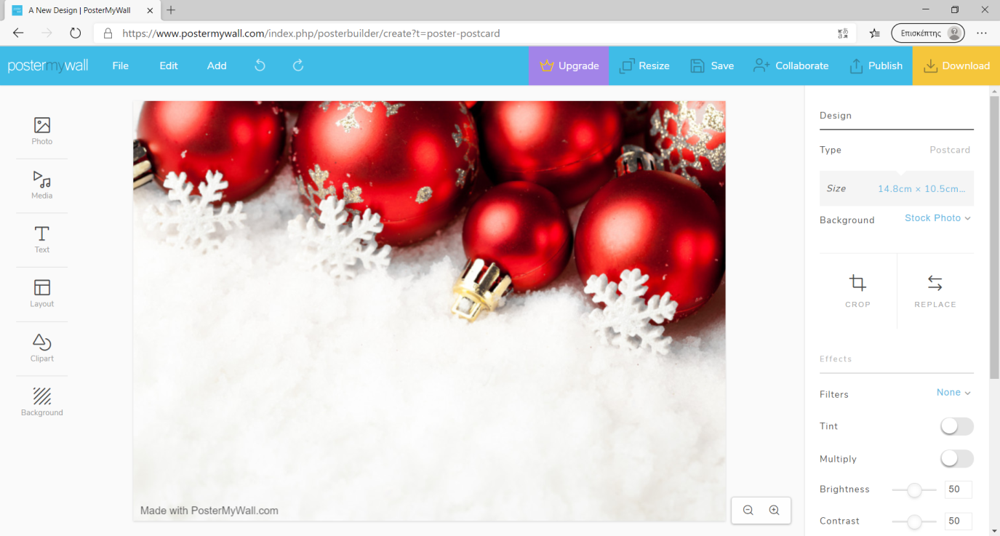 A New Design | PosterMyWall
https://www.postermywall.com/index.php/posterbuilder/create?t=poster-postcard
Επισκέπτης
postermywall
File
Edit
Add
Upgrade
Resize
Save
Collaborate
Publish
Download
Photo
Media
Text
Layout
Clipart
Background
Made with PosterMyWall.com
Design
Type Postcard
Size 14.8cm × 10.5cm...
Background Stock Photo
CROP
REPLACE
Effects
Filters None
Tint
Multiply
Brightness 50
Contrast 50